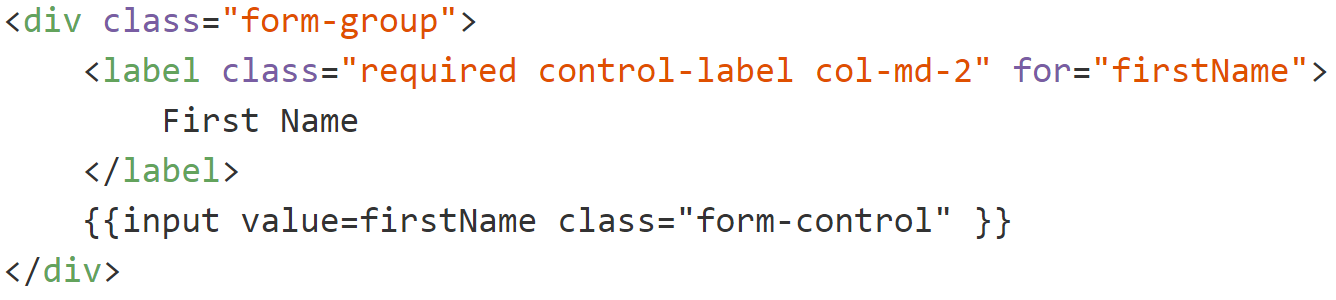 <div class="form-group">
    <label class="required control-label col-md-2" for="firstName">
        First Name
    </label>
    {{input value=firstName class="form-control" }}
</div>